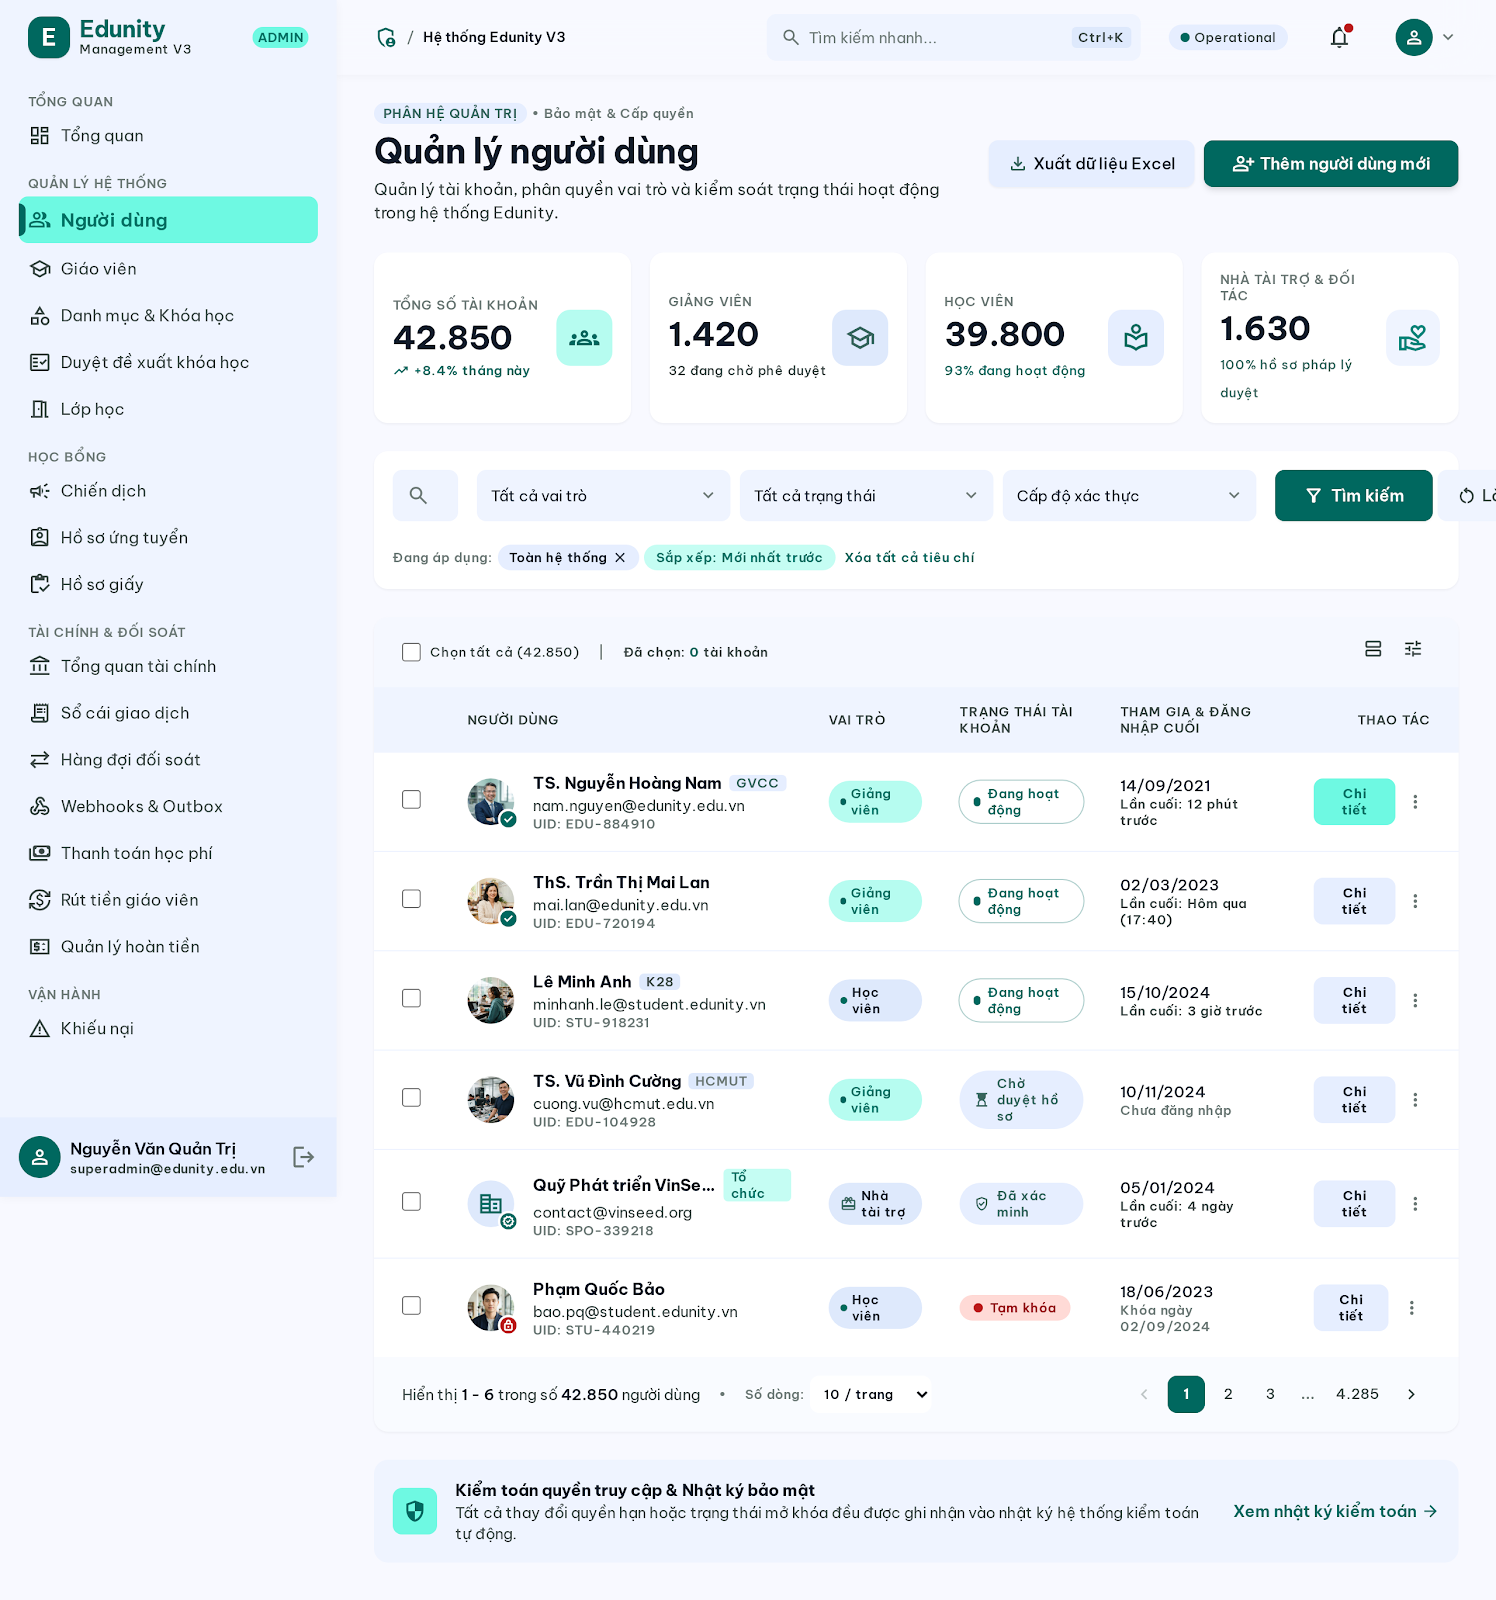 E
Edunity
Management V3
ADMIN
TỔNG QUAN
Tổng quan
QUẢN LÝ HỆ THỐNG
Người dùng
Giáo viên
Danh mục & Khóa học
Duyệt đề xuất khóa học
Lớp học
HỌC BỔNG
Chiến dịch
Hồ sơ ứng tuyển
Hồ sơ giấy
TÀI CHÍNH & ĐỐI SOÁT
Tổng quan tài chính
Sổ cái giao dịch
Hàng đợi đối soát
Webhooks & Outbox
Thanh toán học phí
Rút tiền giáo viên
Quản lý hoàn tiền
VẬN HÀNH
Khiếu nại
Nguyễn Văn Quản Trị
superadmin@edunity.edu.vn
/ Hệ thống Edunity V3
Tìm kiếm nhanh...
Ctrl+K
Operational
PHÂN HỆ QUẢN TRỊ • Bảo mật & Cấp quyền
Quản lý người dùng
Quản lý tài khoản, phân quyền vai trò và kiểm soát trạng thái hoạt động
trong hệ thống Edunity.
Xuất dữ liệu Excel
Thêm người dùng mới
TỔNG SỐ TÀI KHOẢN
42.850
+8.4% tháng này
GIẢNG VIÊN
1.420
32 đang chờ phê duyệt
HỌC VIÊN
39.800
93% đang hoạt động
NHÀ TÀI TRỢ & ĐỐI
TÁC
1.630
100% hồ sơ pháp lý
duyệt
Tất cả vai trò
Tất cả trạng thái
Cấp độ xác thực
Tìm kiếm
Đang áp dụng:
Toàn hệ thống
Sắp xếp: Mới nhất trước
Xóa tất cả tiêu chí
Chọn tất cả (42.850)
|
Đã chọn: 0 tài khoản
NGƯỜI DÙNG
VAI TRÒ
TRẠNG THÁI TÀI
KHOẢN
THAM GIA & ĐĂNG
NHẬP CUỐI
THAO TÁC
TS. Nguyễn Hoàng Nam GVCC
nam.nguyen@edunity.edu.vn
UID: EDU-884910
Giảng
viên
Đang hoạt
động
14/09/2021
Lần cuối: 12 phút
trước
Chi
tiết
ThS. Trần Thị Mai Lan
mai.lan@edunity.edu.vn
UID: EDU-720194
Giảng
viên
Đang hoạt
động
02/03/2023
Lần cuối: Hôm qua
(17:40)
Chi
tiết
Lê Minh Anh K28
minhanh.le@student.edunity.vn
UID: STU-918231
Học
viên
Đang hoạt
động
15/10/2024
Lần cuối: 3 giờ trước
Chi
tiết
TS. Vũ Đình Cường HCMUT
cuong.vu@hcmut.edu.vn
UID: EDU-104928
Giảng
viên
Chờ
duyệt hồ
sơ
10/11/2024
Chưa đăng nhập
Chi
tiết
Quỹ Phát triển VinSe...
Tổ
chức
contact@vinseed.org
UID: SPO-339218
Nhà
tài trợ
Đã xác
minh
05/01/2024
Lần cuối: 4 ngày
trước
Chi
tiết
Phạm Quốc Bảo
bao.pq@student.edunity.vn
UID: STU-440219
Học
viên
Tạm khóa
18/06/2023
Khóa ngày
02/09/2024
Chi
tiết
Hiển thị 1 - 6 trong số 42.850 người dùng
•
Số dòng:
10 / trang
1
2
3
...
4.285
Kiểm toán quyền truy cập & Nhật ký bảo mật
Tất cả thay đổi quyền hạn hoặc trạng thái mở khóa đều được ghi nhận vào nhật ký hệ thống kiểm toán
tự động.
Xem nhật ký kiểm toán